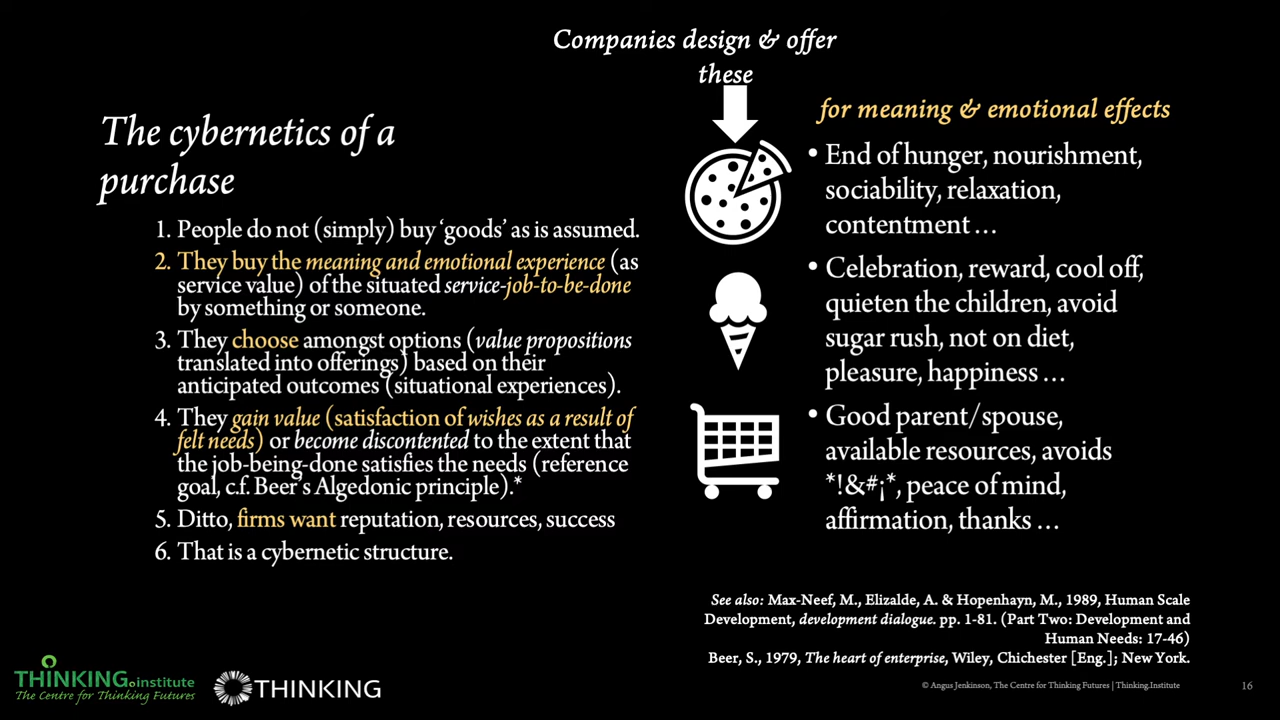 Companies design & offer
these
The cybernetics of a
purchase
1. People do not (simply) buy ‘goods’ as is assumed.
2. They buy the meaning and emotional experience (as
service value) of the situated service-job-to-be-done
by something or someone.
3. They choose amongst options (value propositions
translated into offerings) based on their
anticipated outcomes (situational experiences).
4. They gain value (satisfaction of wishes as a result of
felt needs) or become discontented to the extent that
the job-being-done satisfies the needs (reference
goal, c.f. Beer's Algedonic principle).*
5. Ditto, firms want reputation, resources, success
6. That is a cybernetic structure.
for meaning & emotional effects
• End of hunger, nourishment,
sociability, relaxation,
contentment ...
• Celebration, reward, cool off,
quieten the children, avoid
sugar rush, not on diet,
pleasure, happiness ...
• Good parent/spouse,
available resources, avoids
*!&#¡*, peace of mind,
affirmation, thanks ...
See also: Max-Neef, M., Elizalde, A. & Hopenhayn, M., 1989, Human Scale
Development, development dialogue. pp. 1-81. (Part Two: Development and
Human Needs: 17-46)
Beer, S., 1979, The heart of enterprise, Wiley, Chichester [Eng.]; New York.
THINKING.institute
The Centre for Thinking Futures
THINKING
© Angus Jenkinson, The Centre for Thinking Futures | Thinking.Institute
16